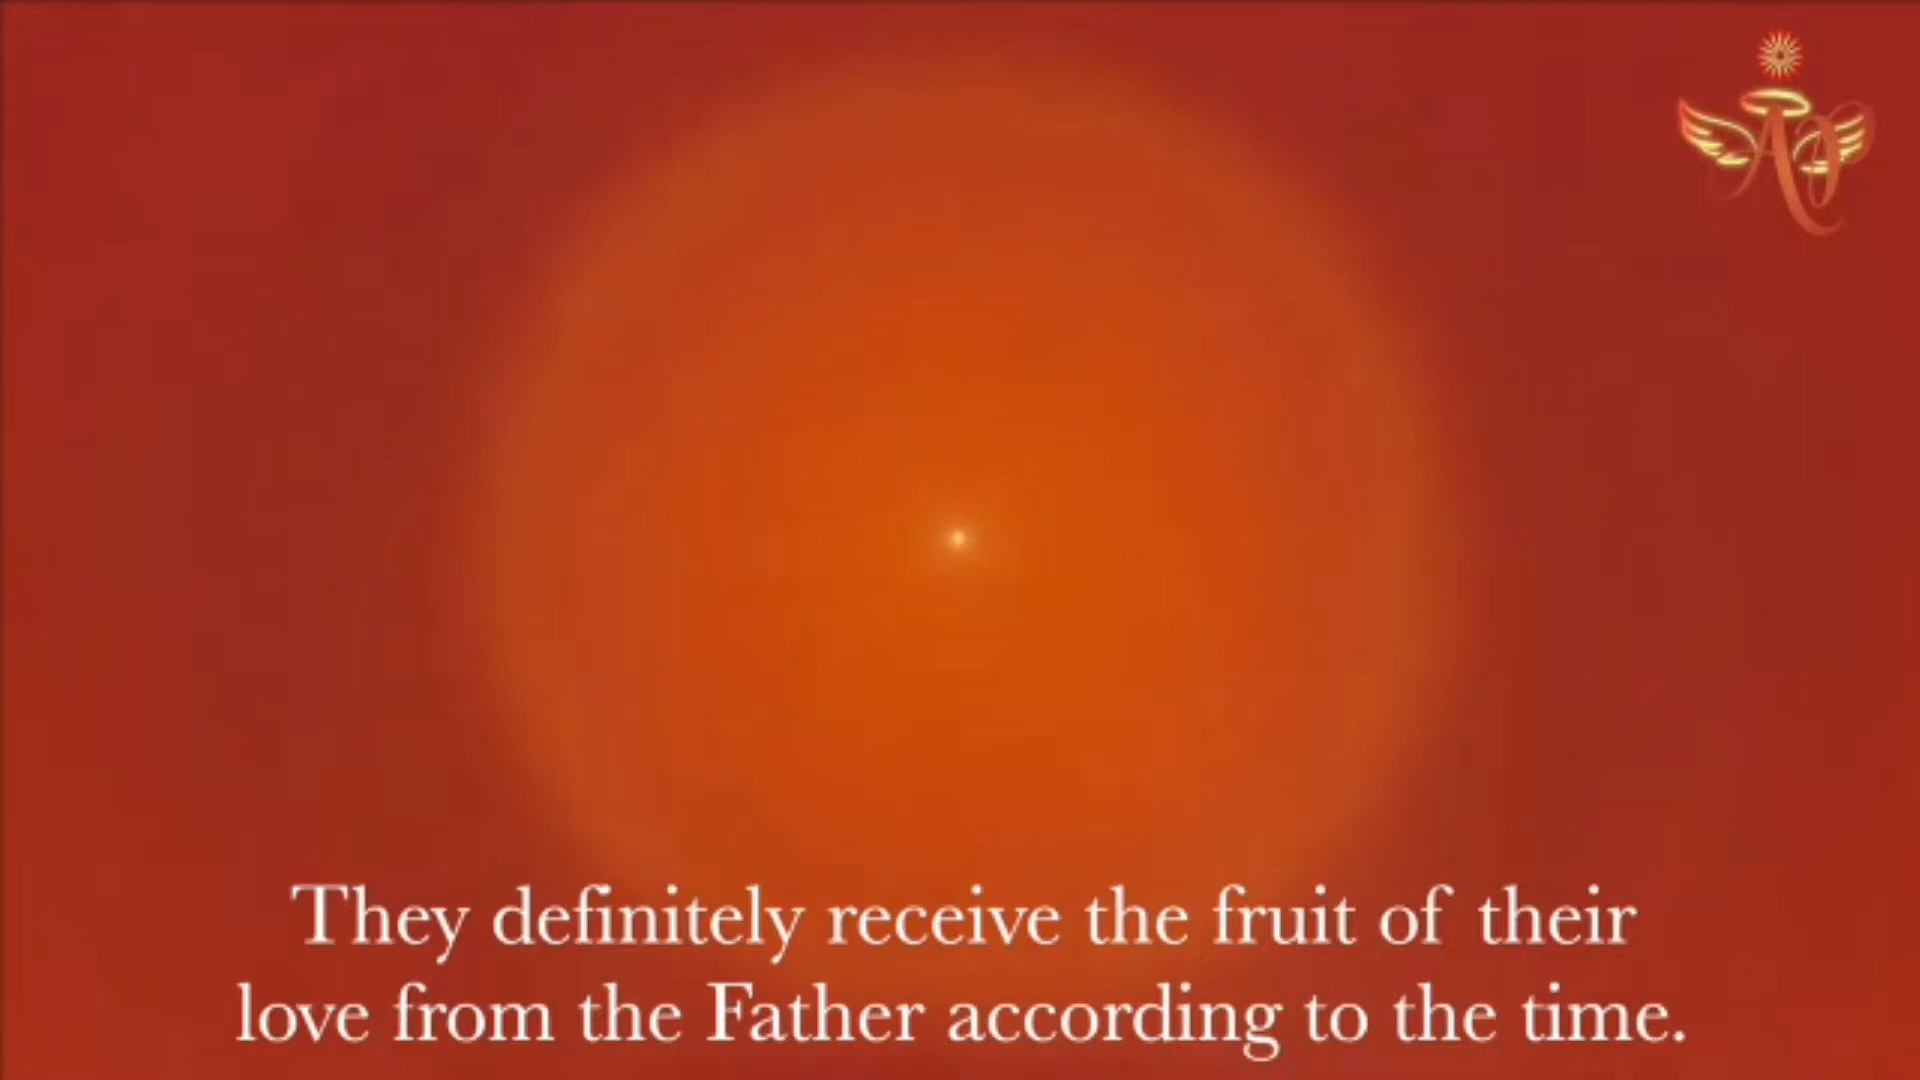 They definitely receive the fruit of their
love from the Father according to the time.